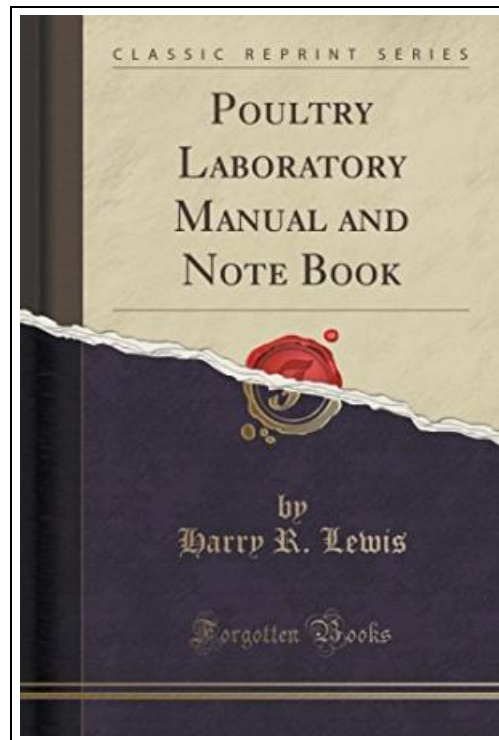 CLASSIC REPRINT SERIES
POULTRY
LABORATORY
MANUAL AND
NOTE BOOK
by
Harry R. Lewis
Forgotten Books